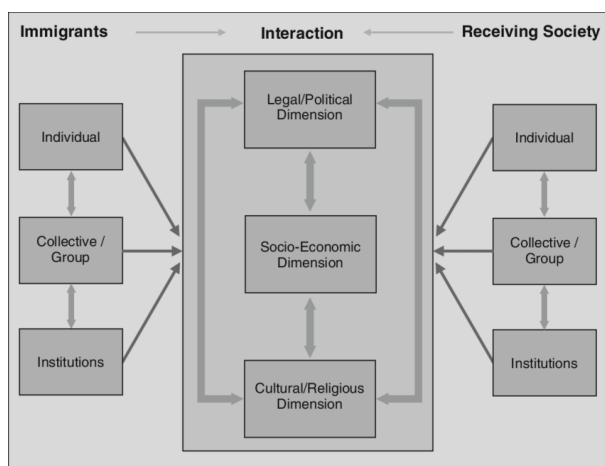 Immigrants
Interaction
Receiving Society
Legal/Political
Dimension
Individual
Individual
Collective /
Group
Socio-Economic
Dimension
Collective /
Group
Institutions
Cultural/Religious
Dimension
Institutions